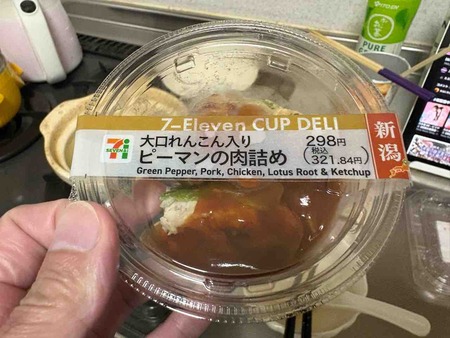 7-Eleven CUP DELI
7
ELEVEN
大口れんこん入り
298円
ピーマンの肉詰め
(税込
321.84円)
Green Pepper, Pork, Chicken, Lotus Root & Ketchup
新潟
PURE